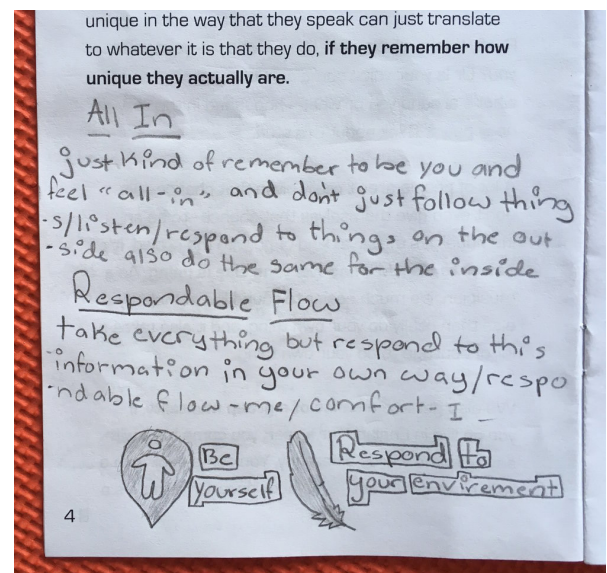 unique in the way that they speak can just translate
to whatever it is that they do, if they remember how
unique they actually are.
All In
just kind of remember to be you and
feel "all-in" and don't just follow thing
-s/listen/respond to things on the out
-side also do the same for the inside
Respondable Flow
take everything but respond to this
-information in your own way/respo
-ndable flow-me/comfort-I
Be
yourself
Respond to
your envirement
4